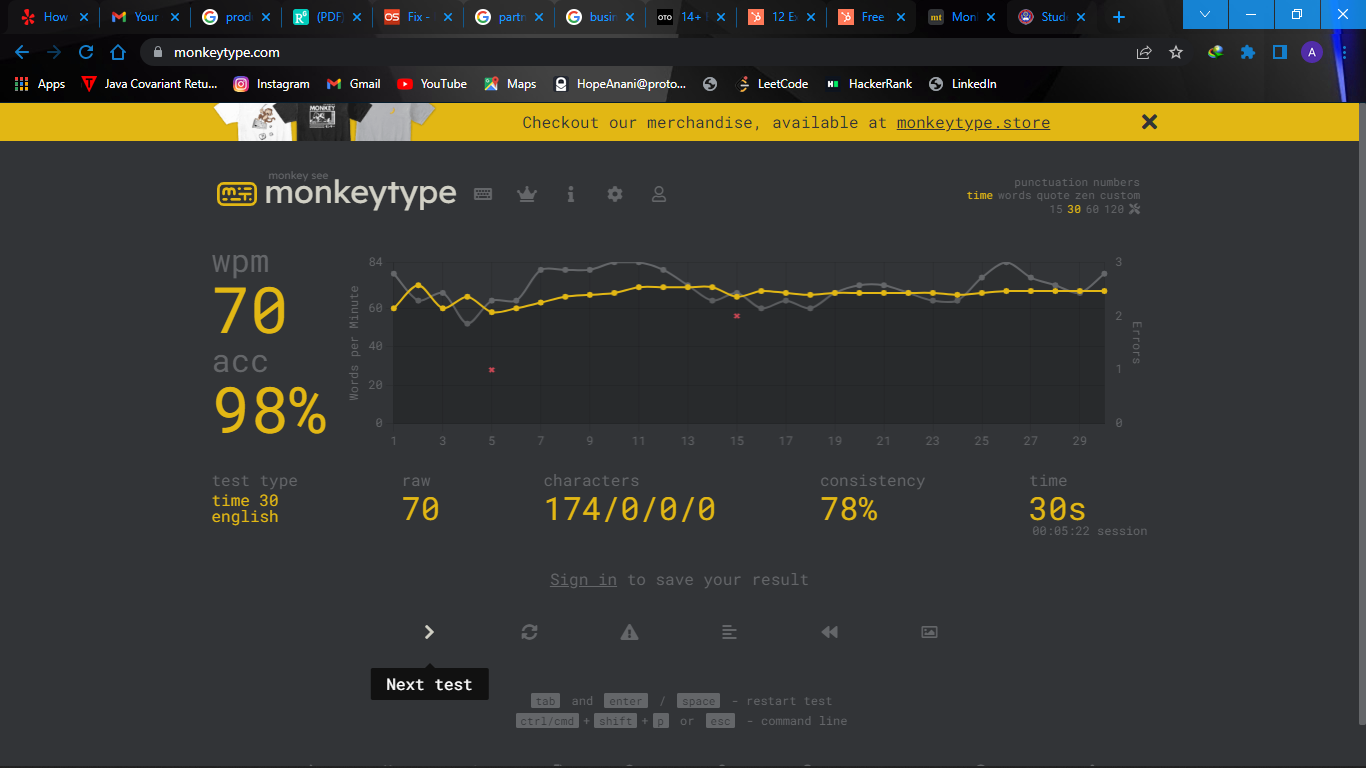 How
Your
prod
(PDF)
Fix -
partn
busin
14+
12 E
Free
Mon
Stud
monkeytype.com
A
Apps
Java Covariant Retu...
Instagram
Gmail
YouTube
Maps
HopeAnani@proto...
LeetCode
HackerRank
LinkedIn
Checkout our merchandise, available at monkeytype.store
monkey see
monkeytype
punctuation numbers
time words quote zen custom
15 30 60 120
wpm
70
acc
98%
Words per Minute
84
60
40
20
0
3
2
1
0
Errors
1 3 5 7 9 11 13 15 17 19 21 23 25 27 29
test type
time 30
english
raw
70
characters
174/0/0/0
consistency
78%
time
30s
00:05:22 session
Sign in to save your result
Next test
tab and enter / space - restart test
ctrl/cmd + shift + p or esc - command line